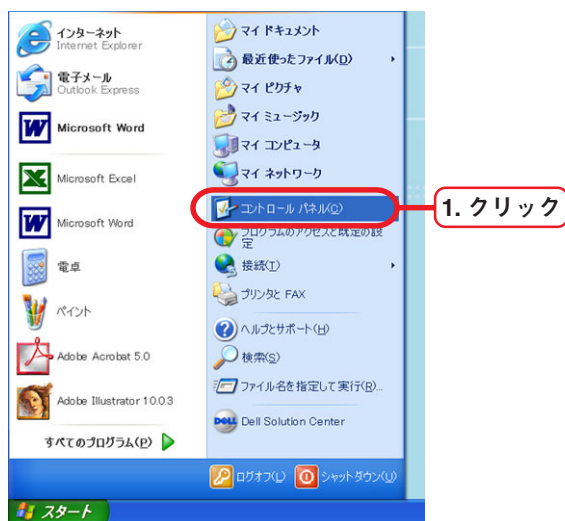 インターネット
Internet Explorer
電子メール
Outlook Express
Microsoft Word
Microsoft Excel
Microsoft Word
電卓
ペイント
Adobe Acrobat 5.0
Adobe Illustrator 10.0.3
すべてのプログラム(P)
マイ ドキュメント
最近使ったファイル(D)
マイ ピクチャ
マイ ミュージック
マイ コンピュータ
マイ ネットワーク
コントロール パネル(C)
プログラムのアクセスと既定の設
定
接続(T)
プリンタと FAX
ヘルプとサポート(H)
検索(S)
ファイル名を指定して実行(R)...
Dell Solution Center
ログオフ(L)
シャットダウン(U)
スタート
1. クリック